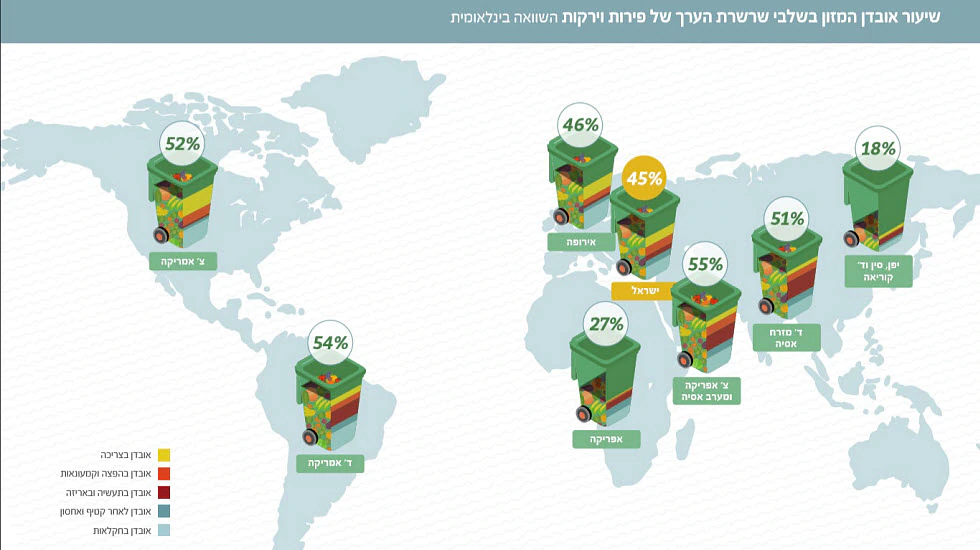 שיעור אובדן המזון בשלבי שרשרת הערך של פירות וירקות השוואה בינלאומית
52%
צ' אמריקה
46%
אירופה
45%
ישראל
18%
יפן, סין וד'
קוריאה
51%
ד' מזרח
אסיה
55%
צ' אפריקה
ומערב אסיה
27%
אפריקה
54%
ד' אמריקה
אובדן בצריכה
אובדן בהפצה וקמעונאות
אובדן בתעשיה ובאריזה
אובדן לאחר קטיף ואחסון
אובדן בחקלאות